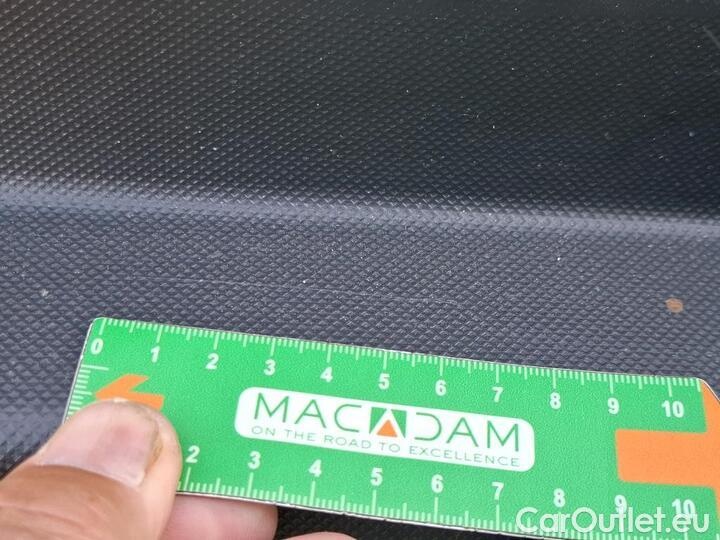 0 1 2 3 4 5 6 7 8 9 10
MACADAM
ON THE ROAD TO EXCELLENCE
2 3 4 5 6 7 8 9 10
CarOutlet.eu